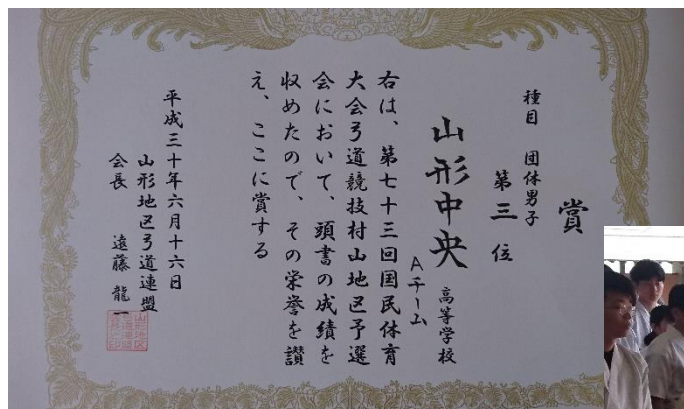 賞
種目 団体男子
第三位
山形中央 高等学校
Aチーム
右は、第七十三回国民体育
大会弓道競技村山地区予選
会において、頭書の成績を
収めたので、その栄誉を讃
え、ここに賞する
平成三十年六月十六日
山形地区弓道連盟
会長 遠藤 龍一